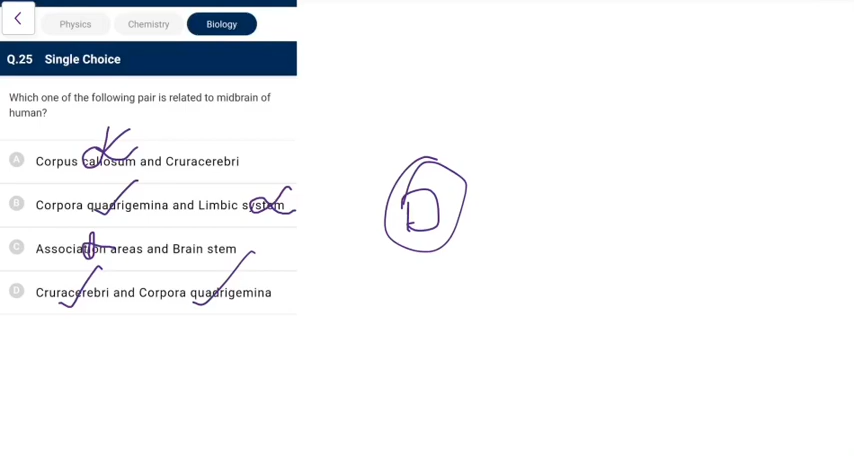 Physics Chemistry Biology
Q.25 Single Choice
Which one of the following pair is related to midbrain of
human?
A Corpus callosum and Cruracerebri
B Corpora quadrigemina and Limbic system
C Association areas and Brain stem
D Cruracerebri and Corpora quadrigemina
D